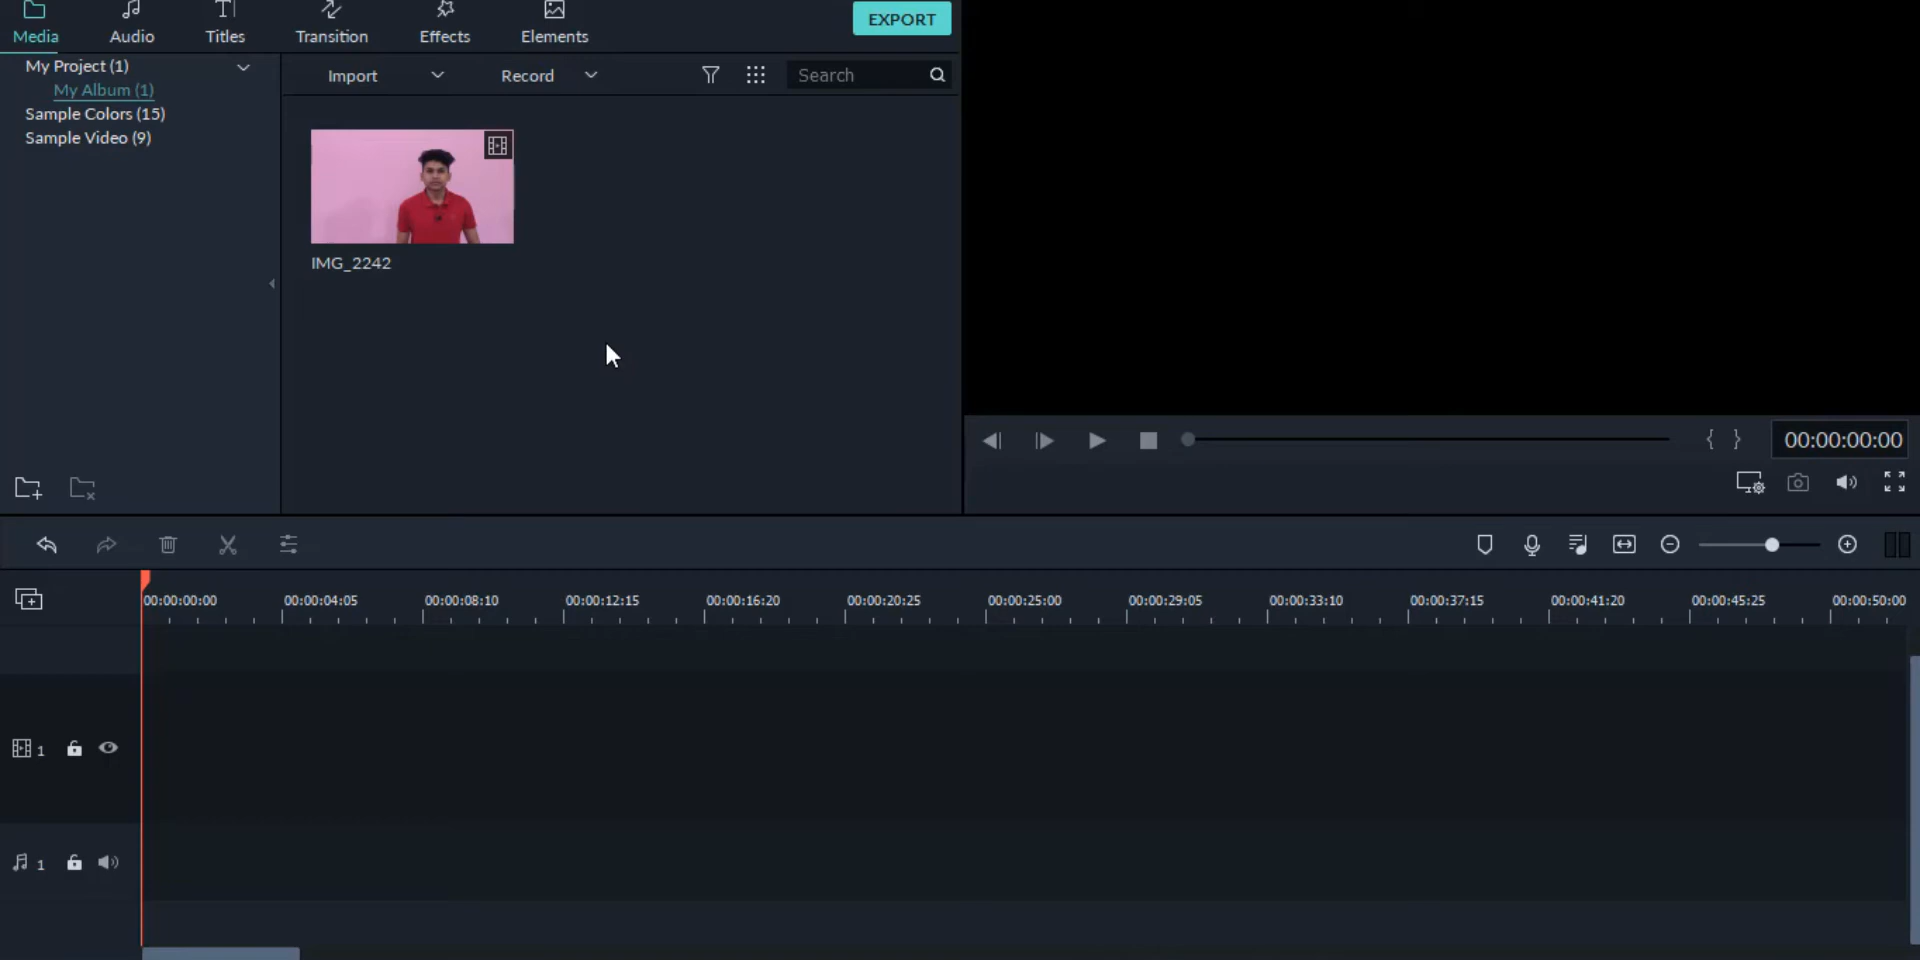 Media Audio Titles Transition Effects Elements EXPORT
My Project (1)
My Album (1)
Sample Colors (15)
Sample Video (9)
Import Record Search
IMG_2242
{ } 00:00:00:00
00:00:00:00 00:00:04:05 00:00:08:10 00:00:12:15 00:00:16:20 00:00:20:25 00:00:25:00 00:00:29:05 00:00:33:10 00:00:37:15 00:00:41:20 00:00:45:25 00:00:50:00
1
1